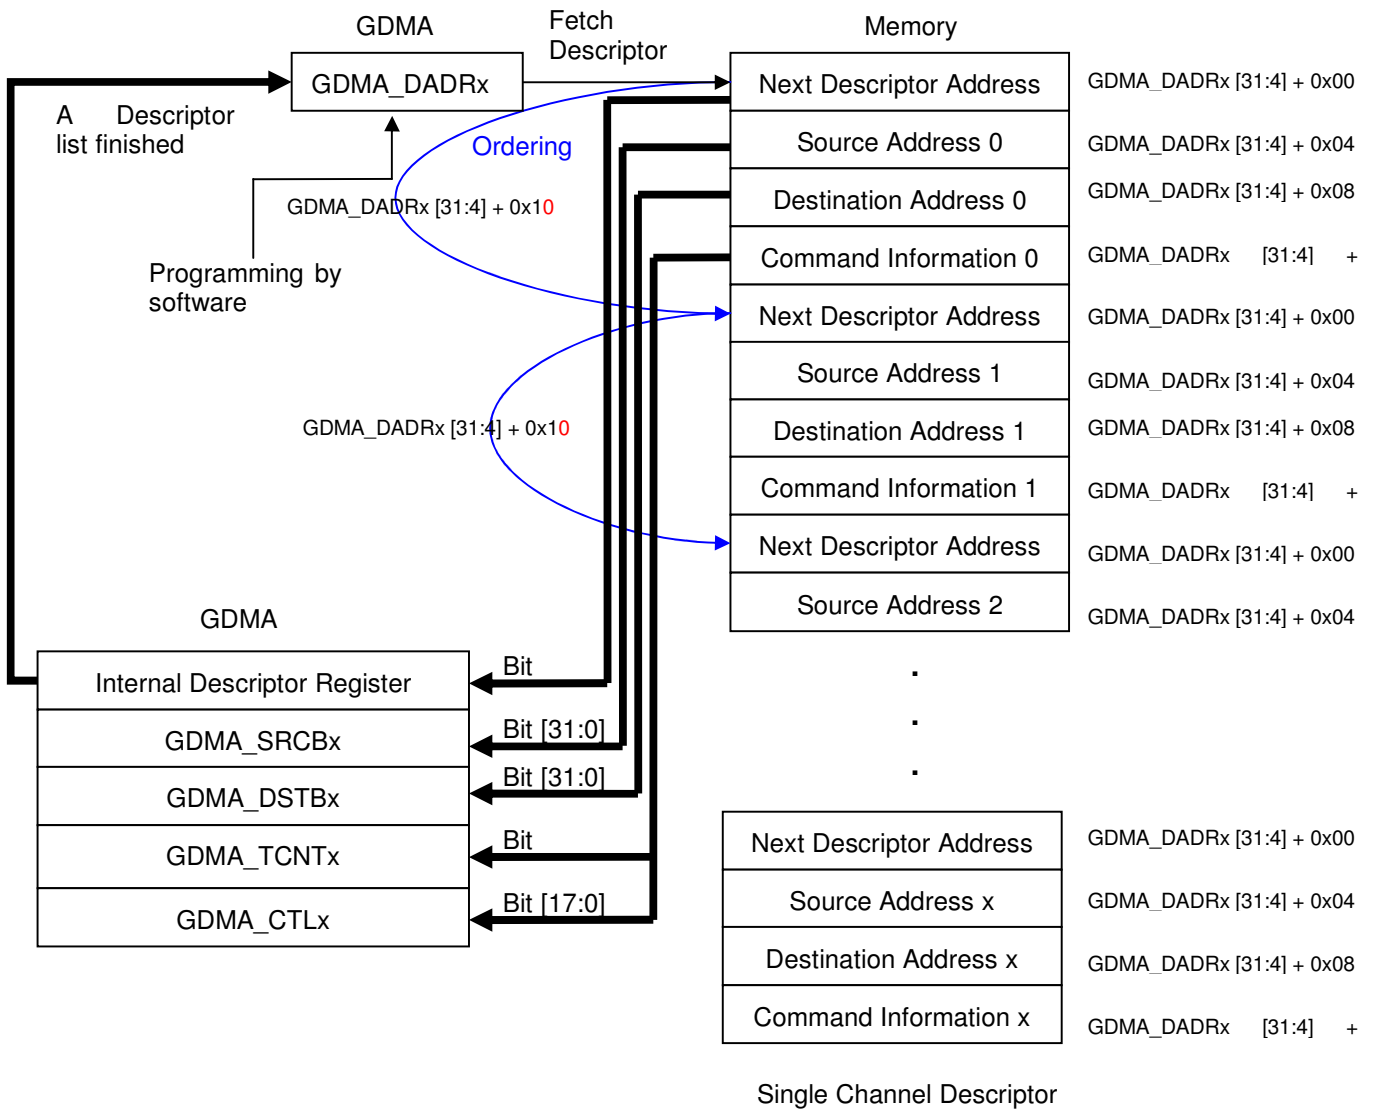 GDMA
Fetch
Descriptor
Memory
GDMA_DADRx
A Descriptor
list finished
Ordering
GDMA_DADRx [31:4] + 0x10
Programming by
software
GDMA_DADRx [31:4] + 0x10
Next Descriptor Address
GDMA_DADRx [31:4] + 0x00
Source Address 0
GDMA_DADRx [31:4] + 0x04
Destination Address 0
GDMA_DADRx [31:4] + 0x08
Command Information 0
GDMA_DADRx [31:4] +
Next Descriptor Address
GDMA_DADRx [31:4] + 0x00
Source Address 1
GDMA_DADRx [31:4] + 0x04
Destination Address 1
GDMA_DADRx [31:4] + 0x08
Command Information 1
GDMA_DADRx [31:4] +
Next Descriptor Address
GDMA_DADRx [31:4] + 0x00
Source Address 2
GDMA_DADRx [31:4] + 0x04
.
.
.
GDMA
Internal Descriptor Register
Bit
GDMA_SRCBx
Bit [31:0]
GDMA_DSTBx
Bit [31:0]
GDMA_TCNTx
Bit
GDMA_CTLx
Bit [17:0]
Next Descriptor Address
GDMA_DADRx [31:4] + 0x00
Source Address x
GDMA_DADRx [31:4] + 0x04
Destination Address x
GDMA_DADRx [31:4] + 0x08
Command Information x
GDMA_DADRx [31:4] +
Single Channel Descriptor